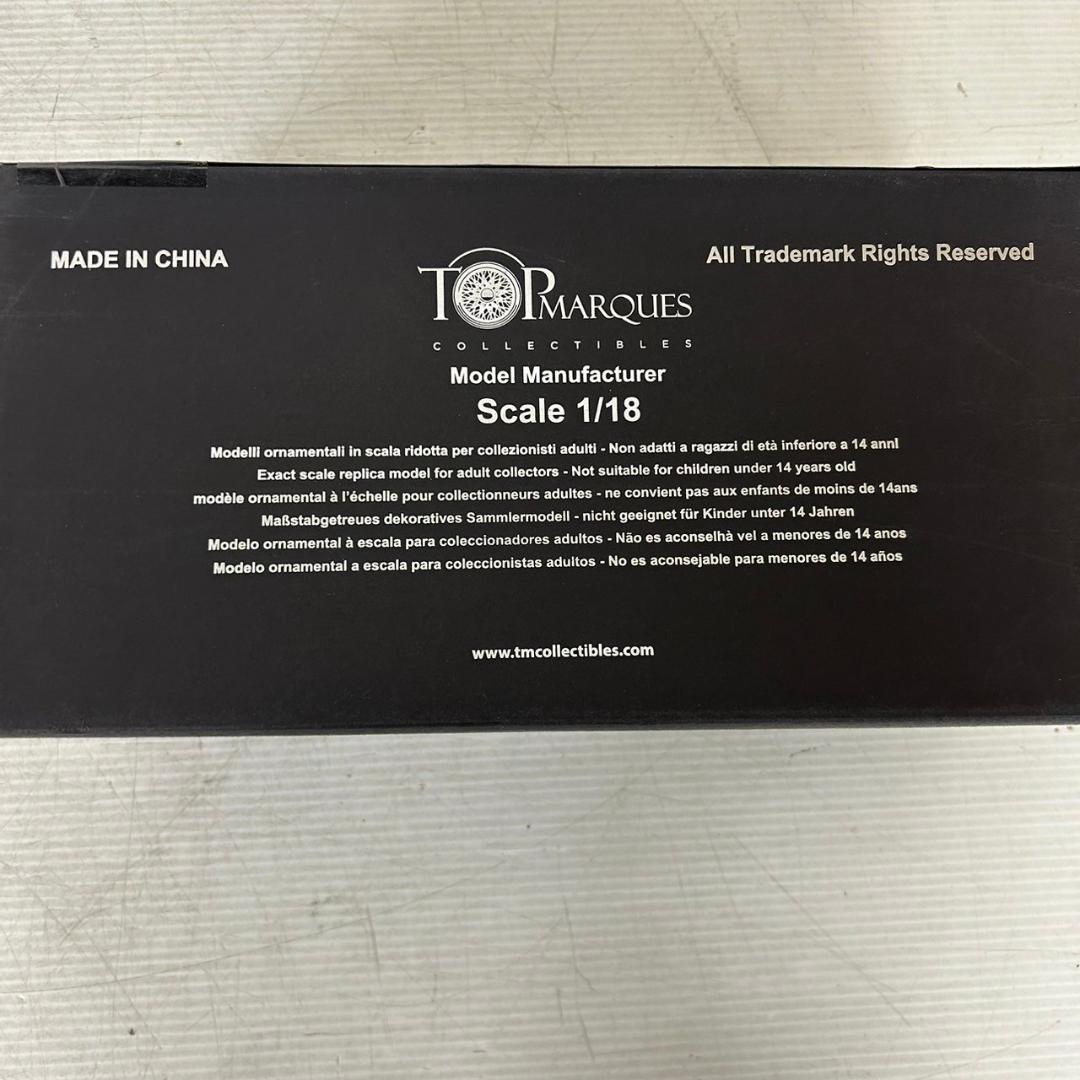 MADE IN CHINA
All Trademark Rights Reserved
TOPMARQUES
COLLECTIBLES
Model Manufacturer
Scale 1/18
Modelli ornamentali in scala ridotta per collezionisti adulti - Non adatti a ragazzi di età inferiore a 14 annl
Exact scale replica model for adult collectors - Not suitable for children under 14 years old
modèle ornamental à l'échelle pour collectionneurs adultes - ne convient pas aux enfants de moins de 14ans
Maßstabgetreues dekoratives Sammlermodell - nicht geeignet für Kinder unter 14 Jahren
Modelo ornamental à escala para coleccionadores adultos - Não es aconselhà vel a menores de 14 anos
Modelo ornamental a escala para coleccionistas adultos - No es aconsejable para menores de 14 años
www.tmcollectibles.com